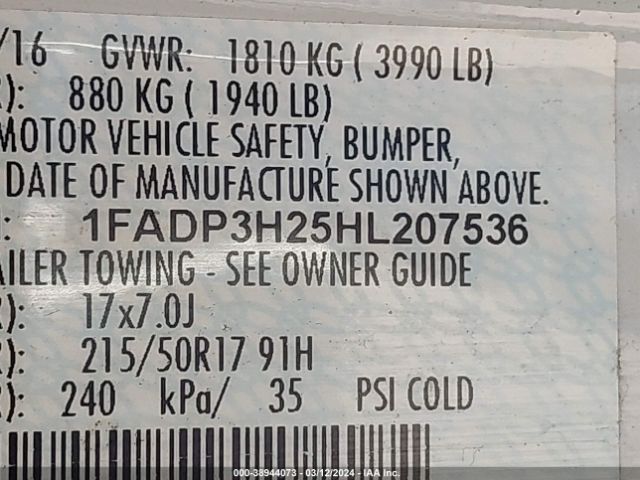 /16 GVWR: 1810 KG ( 3990 LB)
): 880 KG ( 1940 LB)
MOTOR VEHICLE SAFETY, BUMPER,
DATE OF MANUFACTURE SHOWN ABOVE.
: 1FADP3H25HL207536
AILER TOWING - SEE OWNER GUIDE
): 17x7.0J
): 215/50R17 91H
): 240 kPa/ 35 PSI COLD
000-38944073 - 03/12/2024 - IAA Inc.